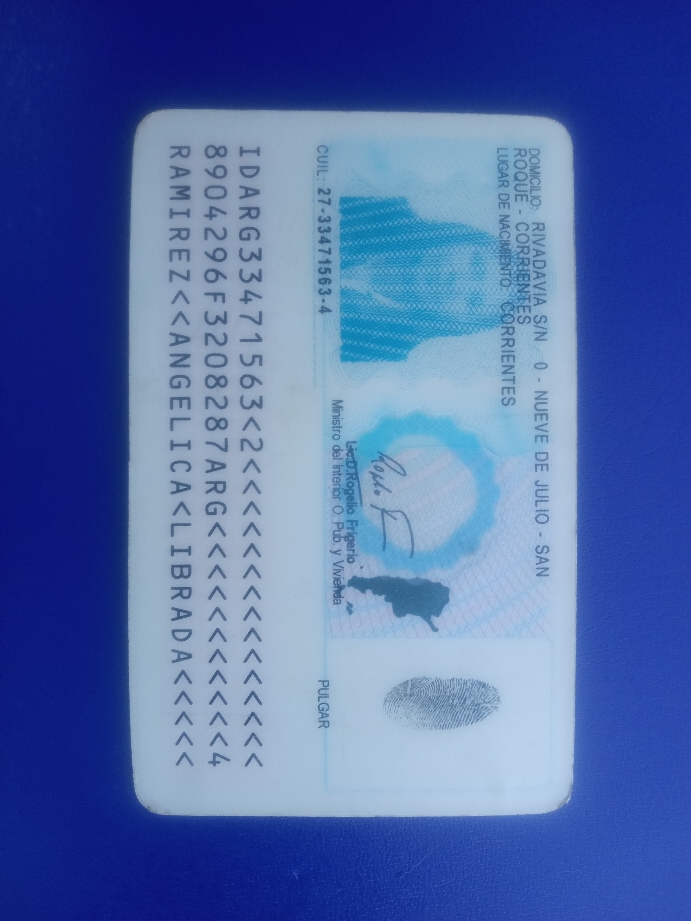 DOMICILIO: RIVADAVIA S/N 0 - NUEVE DE JULIO - SAN
ROQUE - CORRIENTES
LUGAR DE NACIMIENTO: CORRIENTES
Lic.D.Rogelio Frigerio
Ministro del Interior O. Pub. y Vivienda
CUIL: 27-33471563-4
PULGAR
IDARG33471563<2<<<<<<<<<<<<<<<
8904296F3208287ARG<<<<<<<<<<<4
RAMIREZ<<ANGELICA<LIBRADA<<<<<